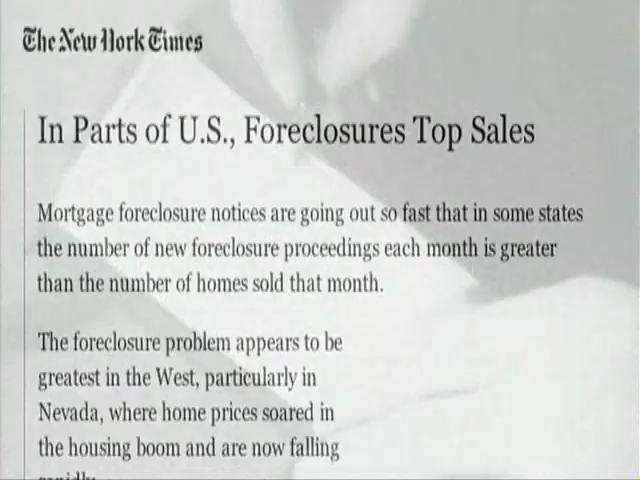 The New York Times
In Parts of U.S., Foreclosures Top Sales
Mortgage foreclosure notices are going out so fast that in some states
the number of new foreclosure proceedings each month is greater
than the number of homes sold that month.
The foreclosure problem appears to be
greatest in the West, particularly in
Nevada, where home prices soared in
the housing boom and are now falling